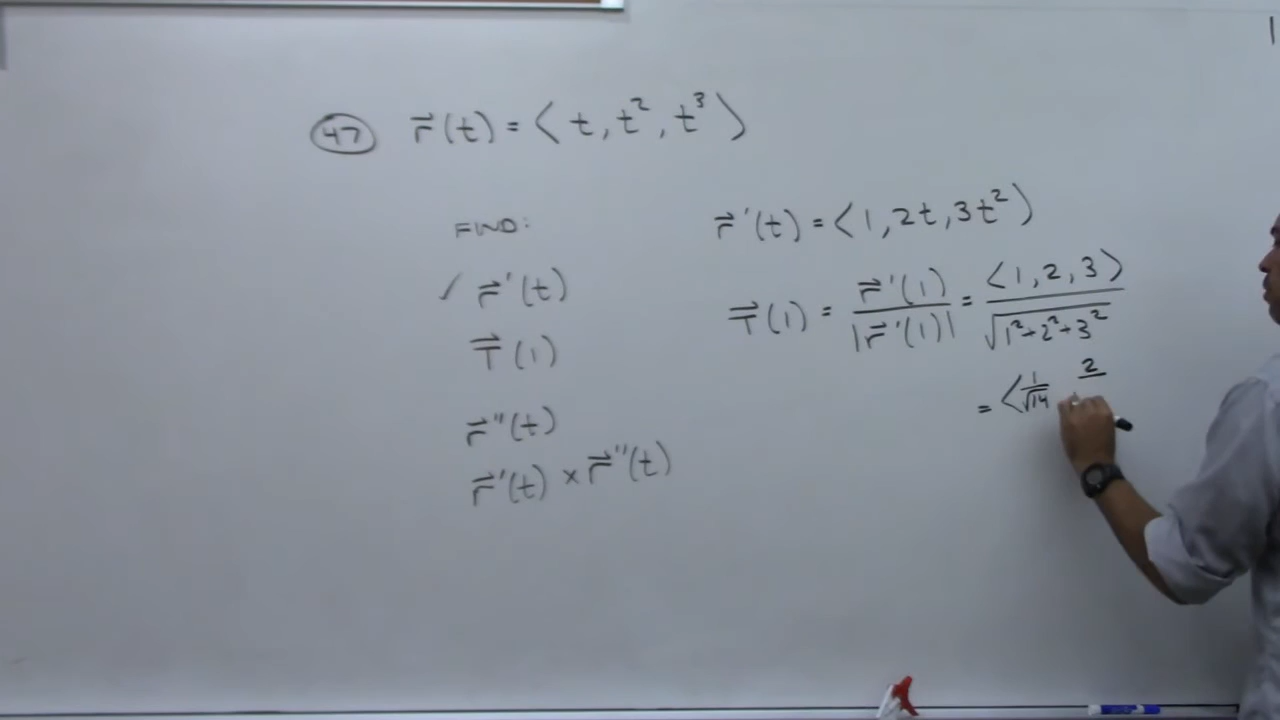 47 r⃗(t) = ⟨t, t², t³⟩
FIND:
✓ r⃗'(t)
T⃗(1)
r⃗''(t)
r⃗'(t) × r⃗''(t)
r⃗'(t) = ⟨1, 2t, 3t²⟩
T⃗(1) = r⃗'(1) / |r⃗'(1)| = ⟨1, 2, 3⟩ / √(1² + 2² + 3²)
= ⟨1/√14 2/